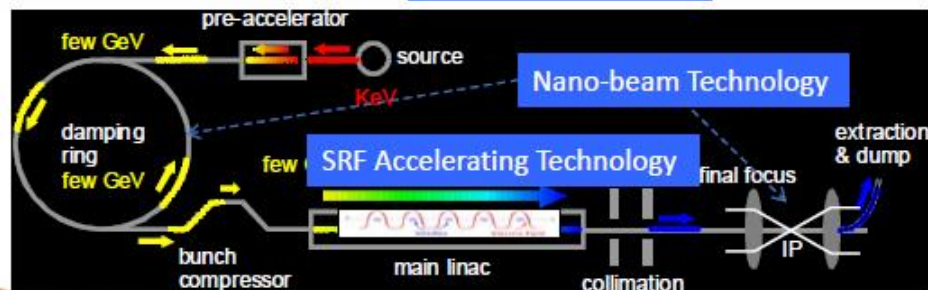 pre-accelerator
few GeV
source
KeV
Nano-beam Technology
damping
ring
few GeV
extraction
& dump
few
SRF Accelerating Technology
final focus
IP
bunch
compressor
main linac
collimation